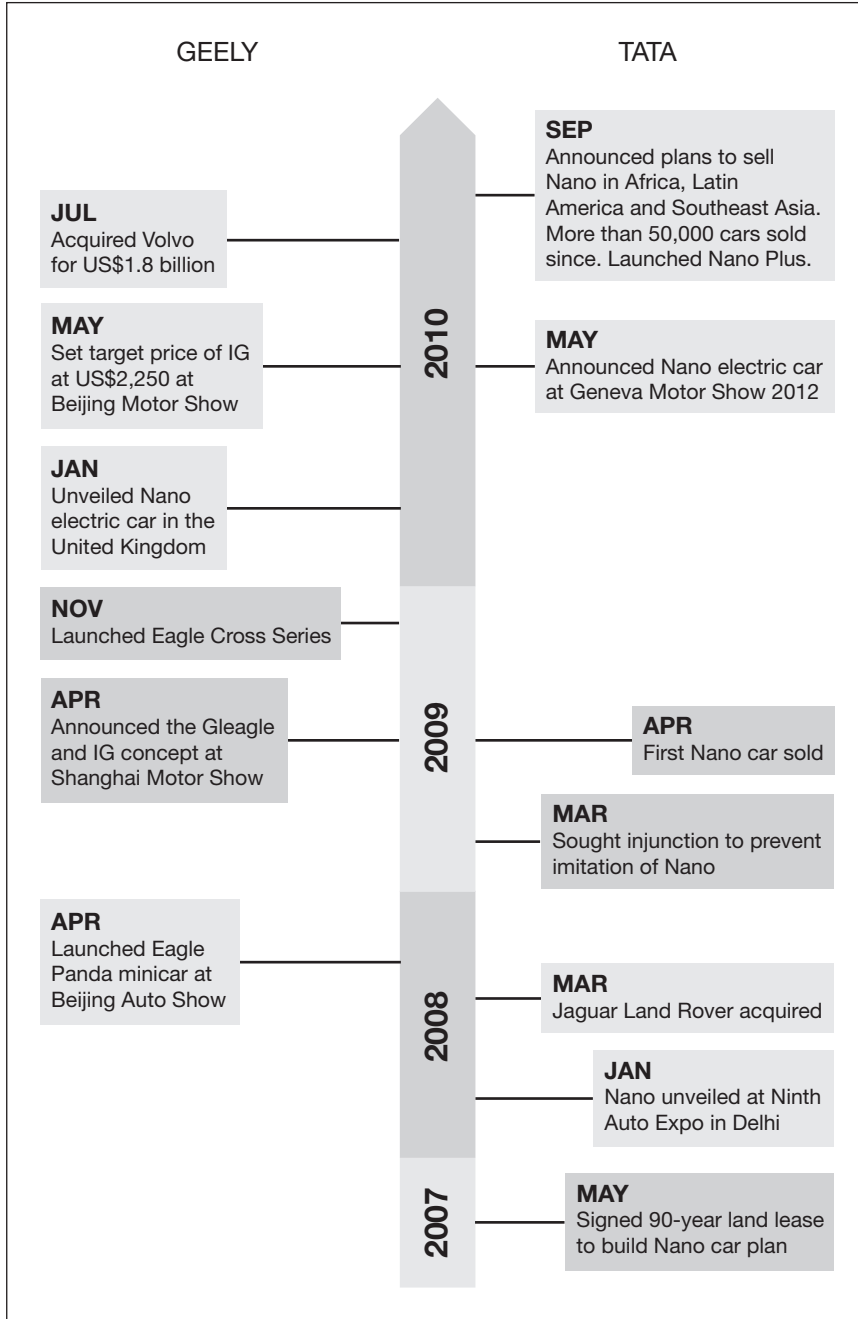 GEELY
TATA
SEP
Announced plans to sell
Nano in Africa, Latin
America and Southeast Asia.
More than 50,000 cars sold
since. Launched Nano Plus.
JUL
Acquired Volvo
for US$1.8 billion
2010
MAY
Set target price of IG
at US$2,250 at
Beijing Motor Show
MAY
Announced Nano electric car
at Geneva Motor Show 2012
JAN
Unveiled Nano
electric car in the
United Kingdom
NOV
Launched Eagle Cross Series
2009
APR
Announced the Gleagle
and IG concept at
Shanghai Motor Show
APR
First Nano car sold
MAR
Sought injunction to prevent
imitation of Nano
2008
APR
Launched Eagle
Panda minicar at
Beijing Auto Show
MAR
Jaguar Land Rover acquired
JAN
Nano unveiled at Ninth
Auto Expo in Delhi
2007
MAY
Signed 90-year land lease
to build Nano car plan